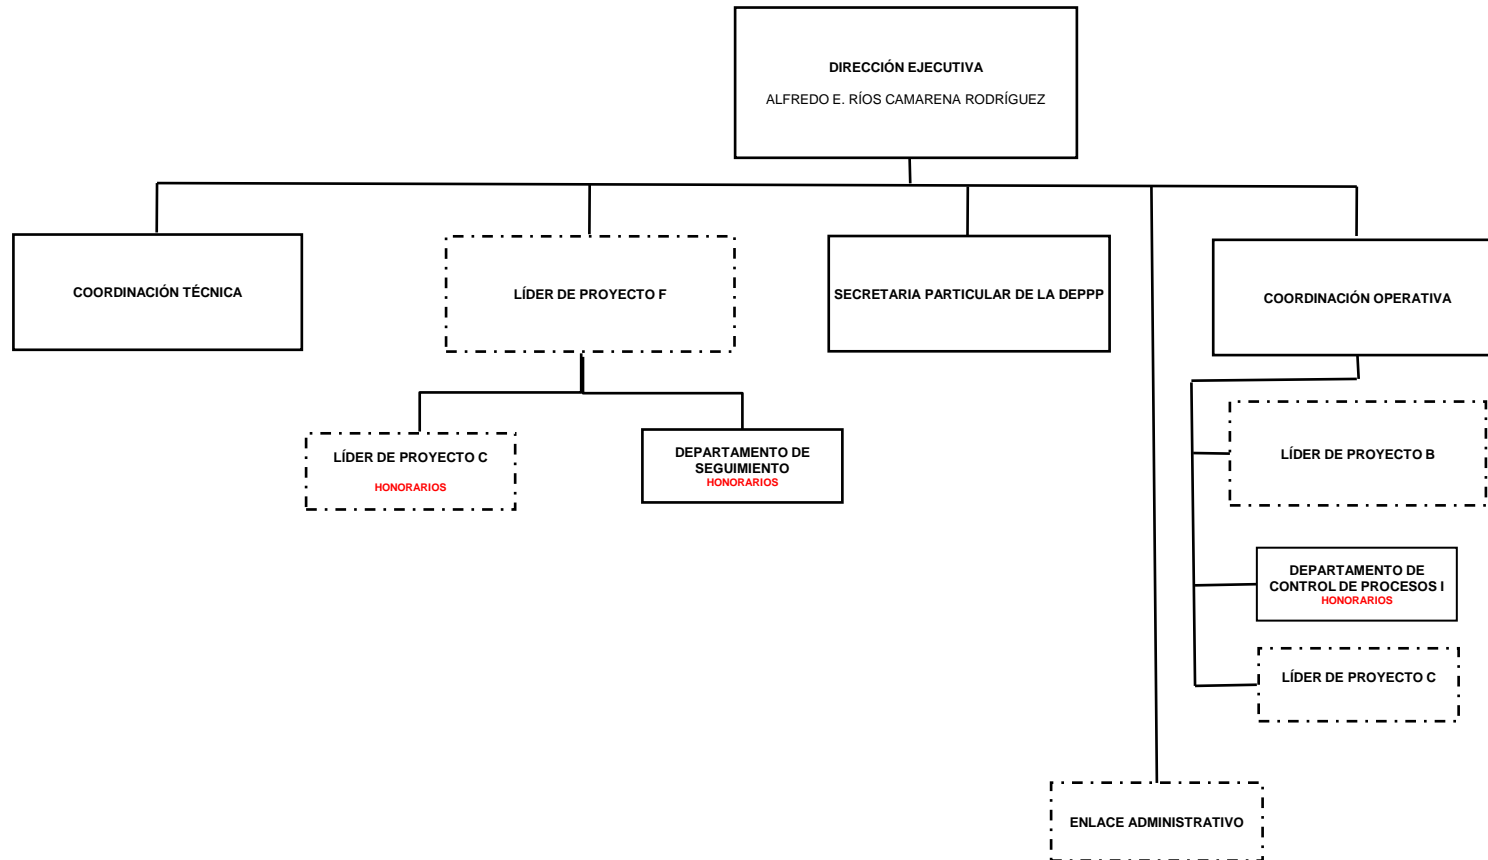 DIRECCIÓN EJECUTIVA
ALFREDO E. RÍOS CAMARENA RODRÍGUEZ
COORDINACIÓN TÉCNICA
LÍDER DE PROYECTO F
SECRETARIA PARTICULAR DE LA DEPPP
COORDINACIÓN OPERATIVA
LÍDER DE PROYECTO C
HONORARIOS
DEPARTAMENTO DE
SEGUIMIENTO
HONORARIOS
LÍDER DE PROYECTO B
DEPARTAMENTO DE
CONTROL DE PROCESOS I
HONORARIOS
LÍDER DE PROYECTO C
ENLACE ADMINISTRATIVO